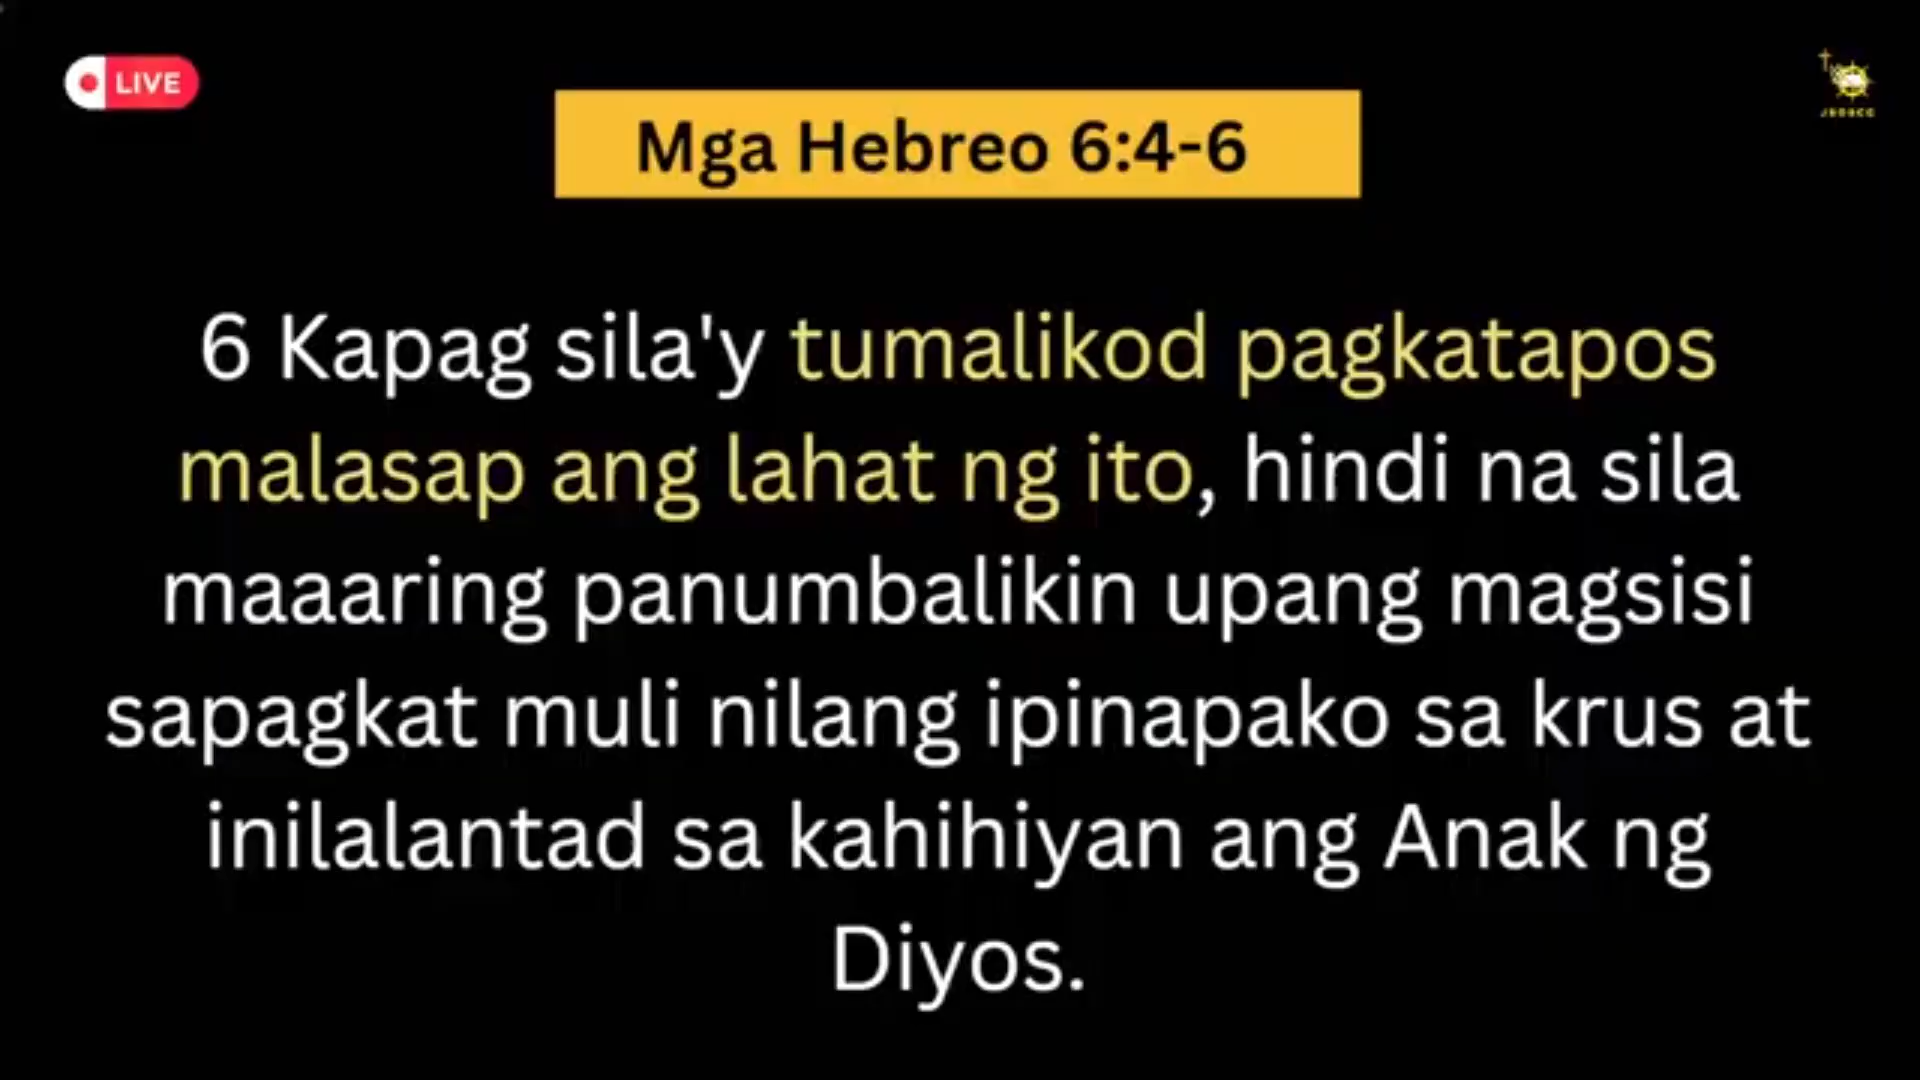 LIVE
Mga Hebreo 6:4-6
6 Kapag sila'y tumalikod pagkatapos
malasap ang lahat ng ito, hindi na sila
maaaring panumbalikin upang magsisi
sapagkat muli nilang ipinapako sa krus at
inilalantad sa kahihiyan ang Anak ng
Diyos.